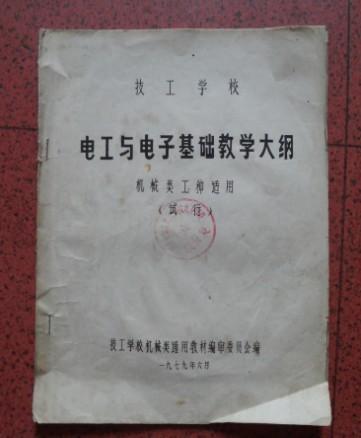 技工学校
电工与电子基础教学大纲
机械类工种适用
(试行)
技工学校机械类通用教材编审委员会编
一九七九年六月